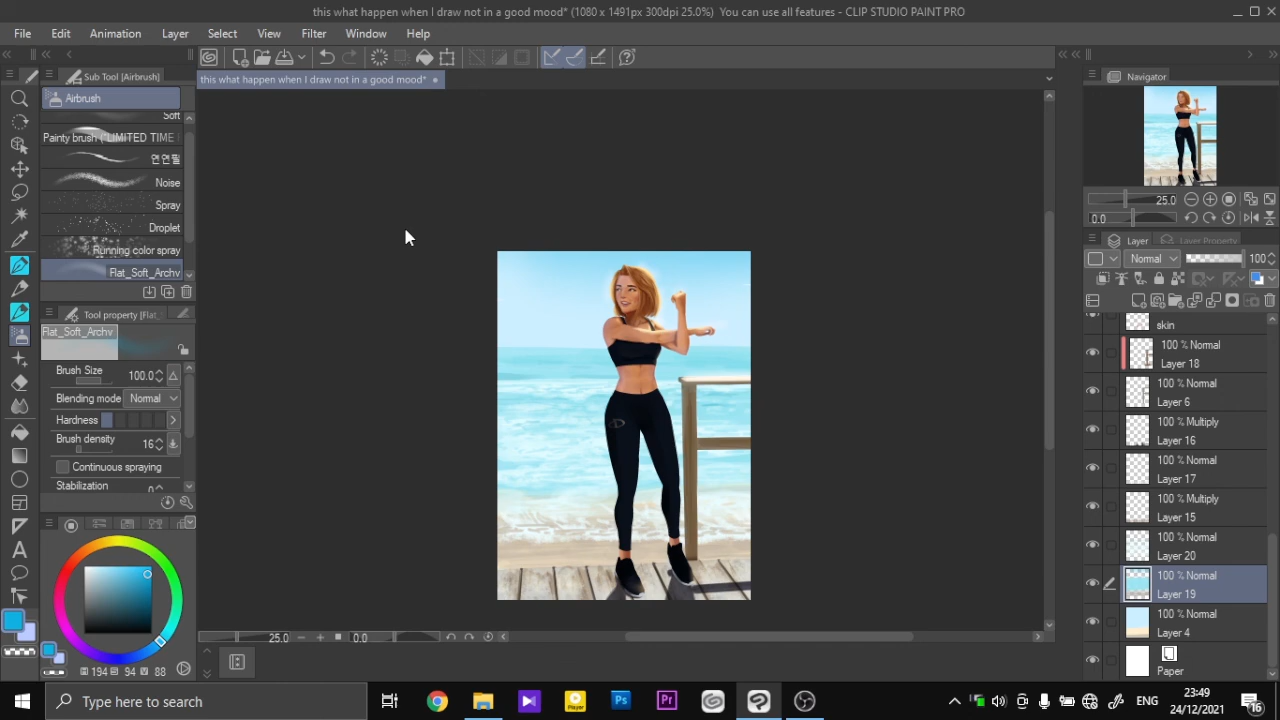 this what happen when I draw not in a good mood* (1080 x 1491px 300dpi 25.0%)  You can use all features - CLIP STUDIO PAINT PRO
File Edit Animation Layer Select View Filter Window Help
Sub Tool [Airbrush]
Navigator
this what happen when I draw not in a good mood*
Airbrush
Soft
Painty brush ("LIMITED TIME
연연필
Noise
Spray
Droplet
Running color spray
Flat_Soft_Archv
Tool property [Flat_
Flat_Soft_Archv
Brush Size 100.0
Blending mode Normal
Hardness
Brush density 16
Continuous spraying
Stabilization
194 94 88
25.0 0.0
25.0
0.0
Layer Layer Property
Normal 100
skin
100 % Normal
Layer 18
100 % Normal
Layer 6
100 % Multiply
Layer 16
100 % Normal
Layer 17
100 % Multiply
Layer 15
100 % Normal
Layer 20
100 % Normal
Layer 19
100 % Normal
Layer 4
Paper
Type here to search
Player
Ps
Pr
ENG
23:49
24/12/2021
16